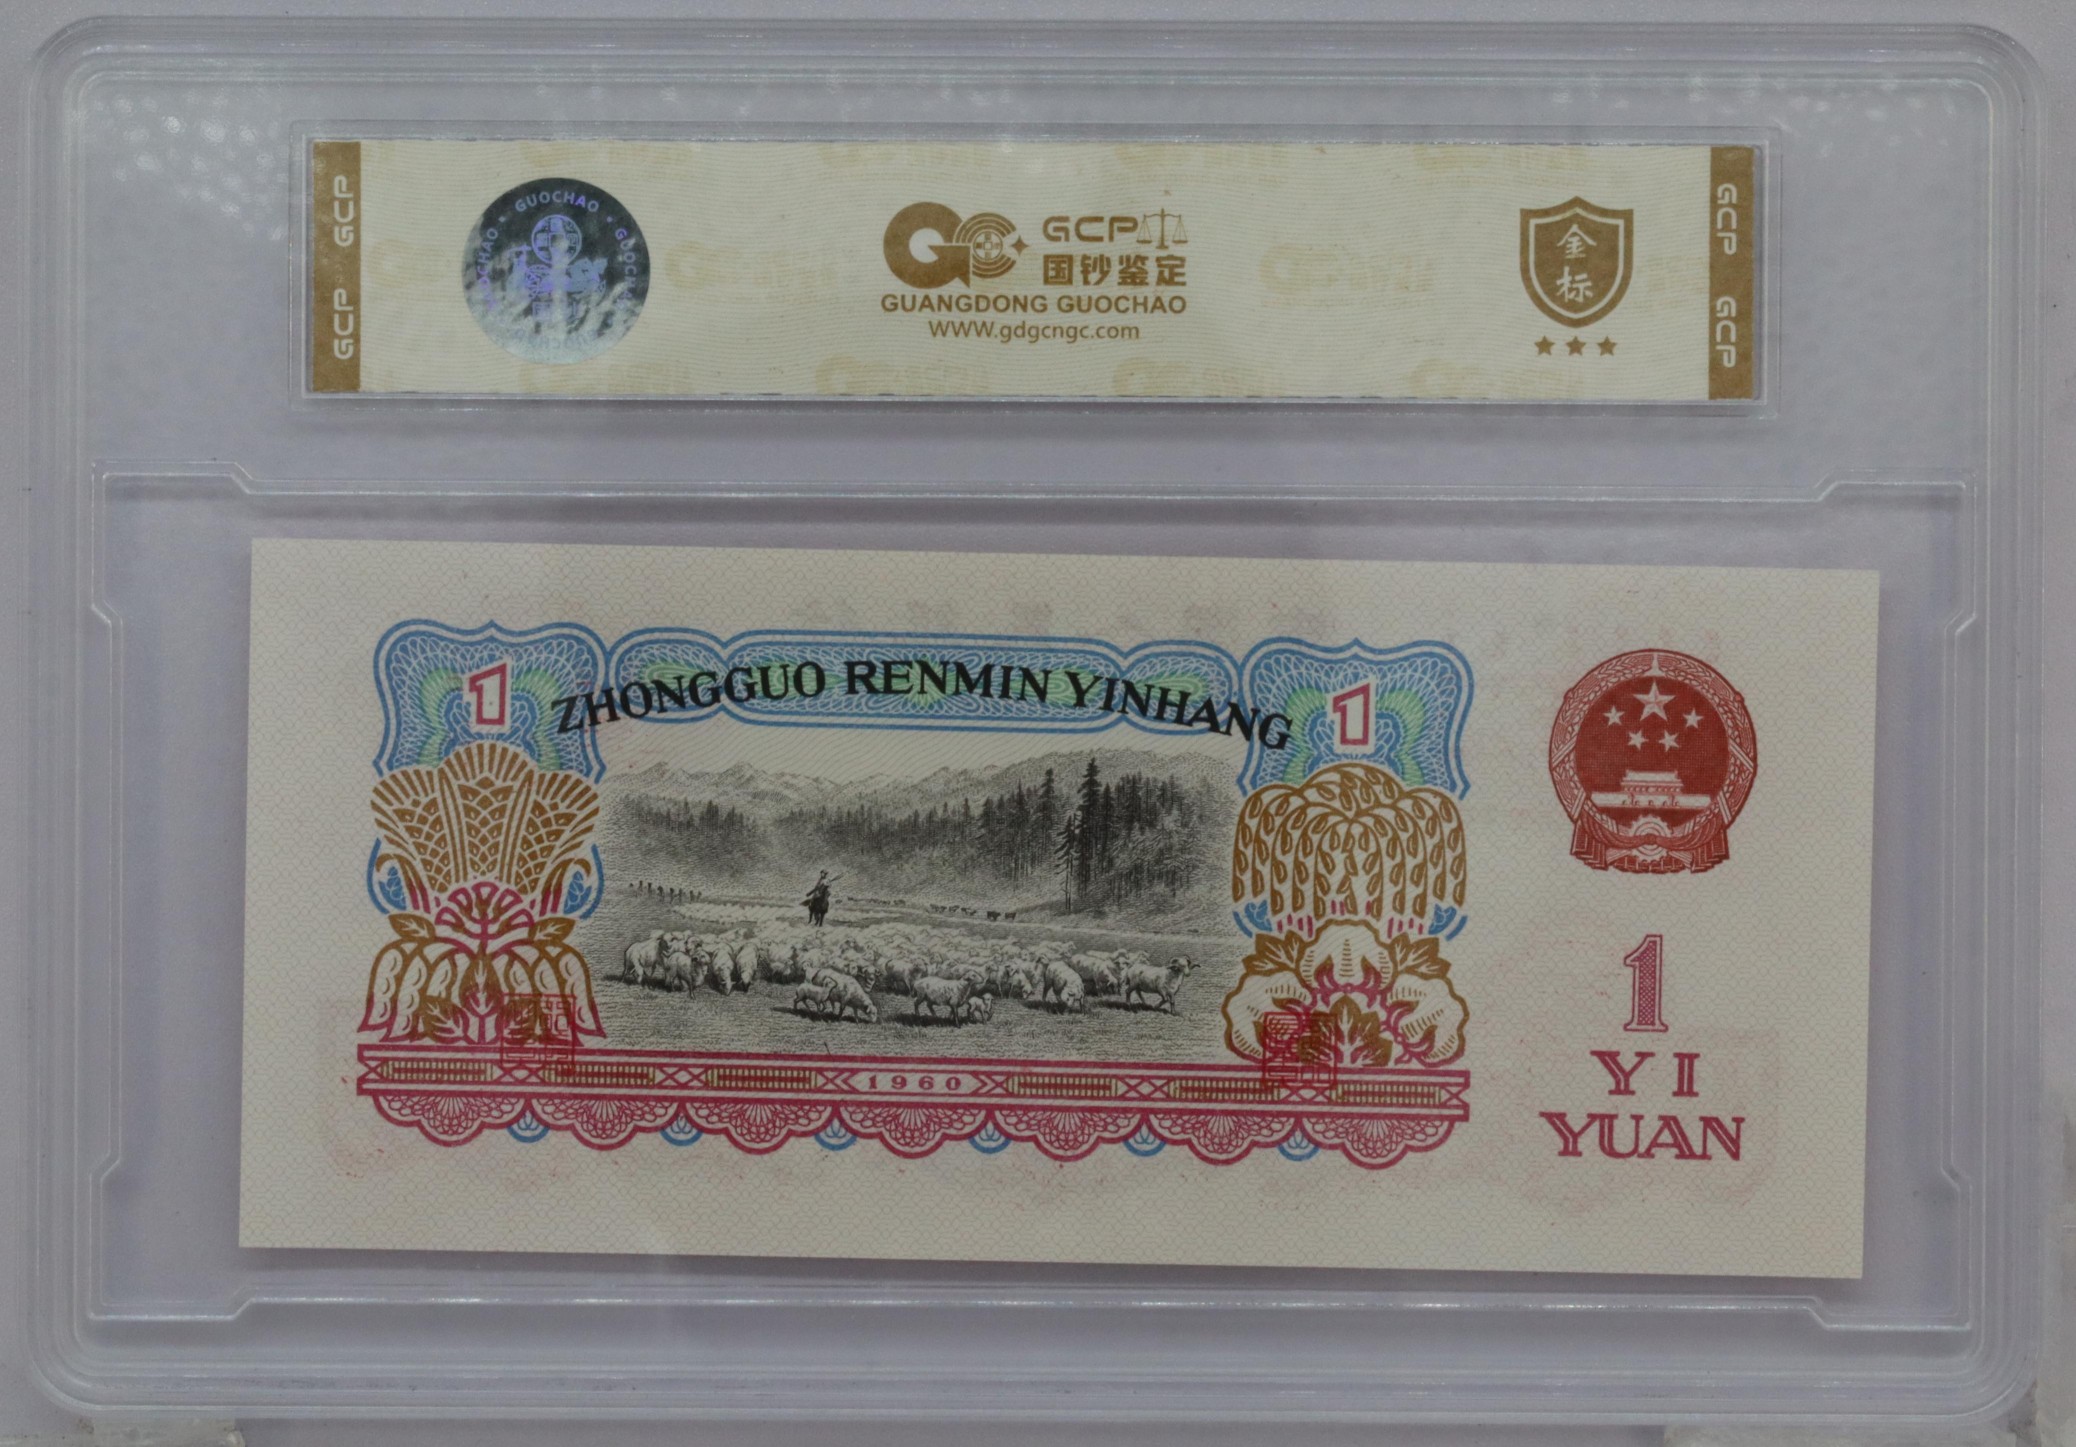 GCP GCP
GUOCHAO
GCP
国钞鉴定
GUANGDONG GUOCHAO
WWW.gdgcngc.com
金
标
GCP GCP
1
ZHONGGUO RENMIN YINHANG
1
1960
1
YI
YUAN